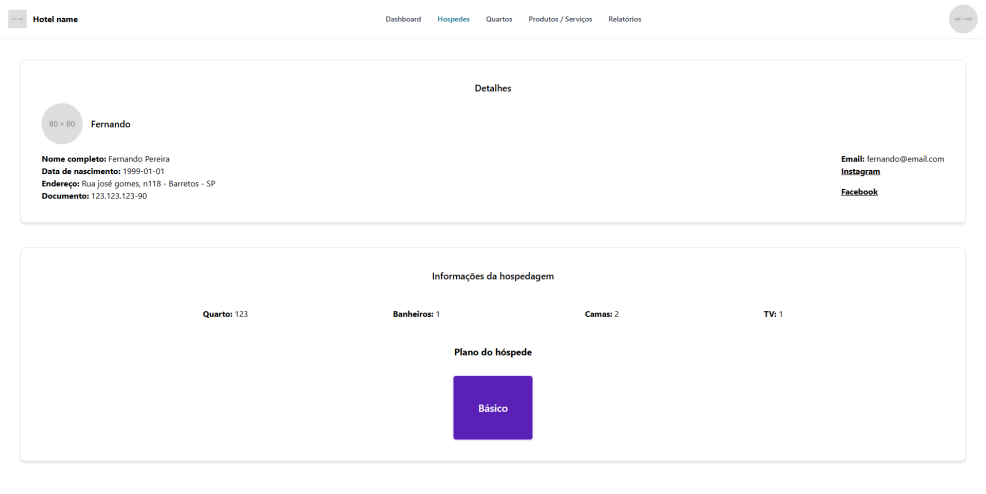 Hotel name
Dashboard Hospedes Quartos Produtos / Serviços Relatórios
Detalhes
80 × 80
Fernando
Nome completo: Fernando Pereira
Data de nascimento: 1999-01-01
Endereço: Rua josé gomes, n118 - Barretos - SP
Documento: 123.123.123-90
Email: fernando@email.com
Instagram
Facebook
Informações da hospedagem
Quarto: 123 Banheiros: 1 Camas: 2 TV: 1
Plano do hóspede
Básico